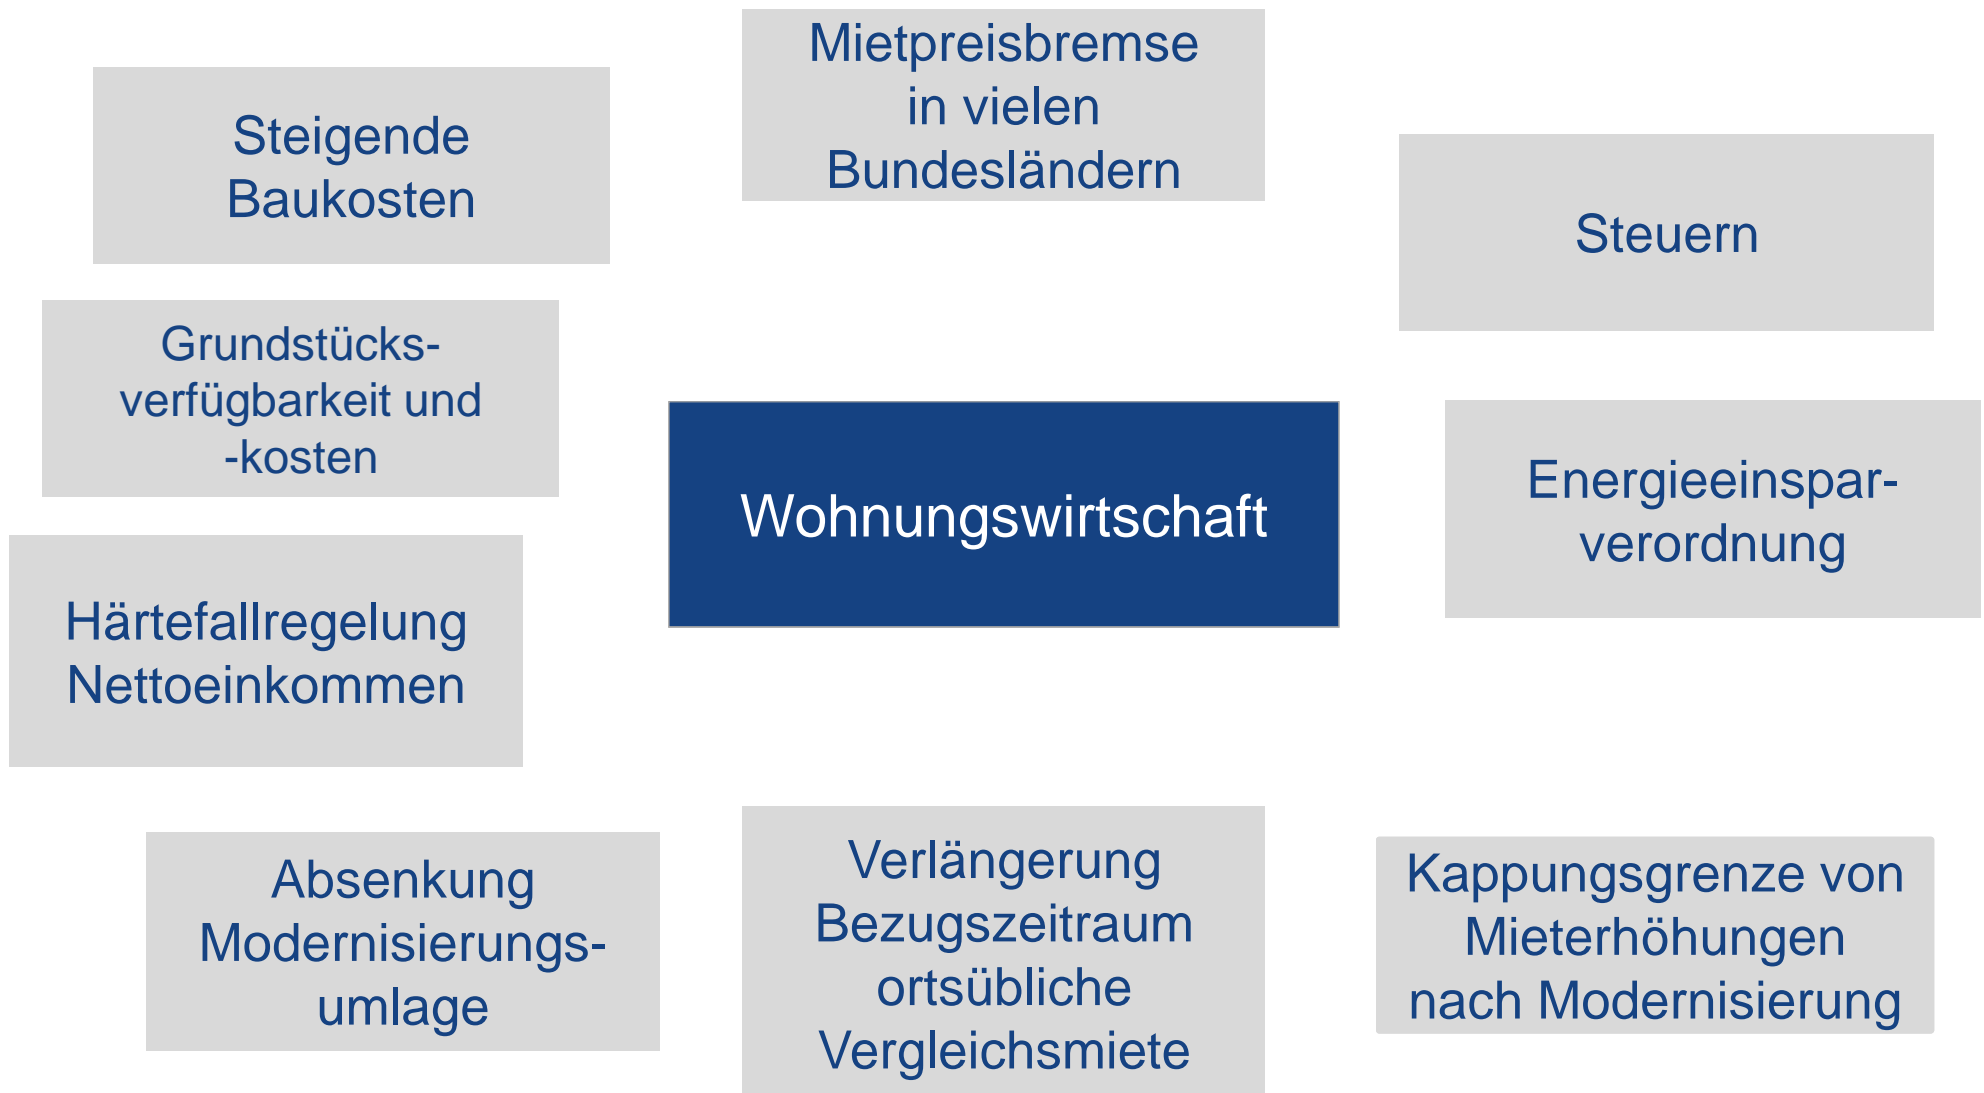 Mietpreisbremse
in vielen
Bundesländern
Steigende
Baukosten
Steuern
Grundstücks-
verfügbarkeit und
-kosten
Wohnungswirtschaft
Energieeinspar-
verordnung
Härtefallregelung
Nettoeinkommen
Absenkung
Modernisierungs-
umlage
Verlängerung
Bezugszeitraum
ortsübliche
Vergleichsmiete
Kappungsgrenze von
Mieterhöhungen
nach Modernisierung